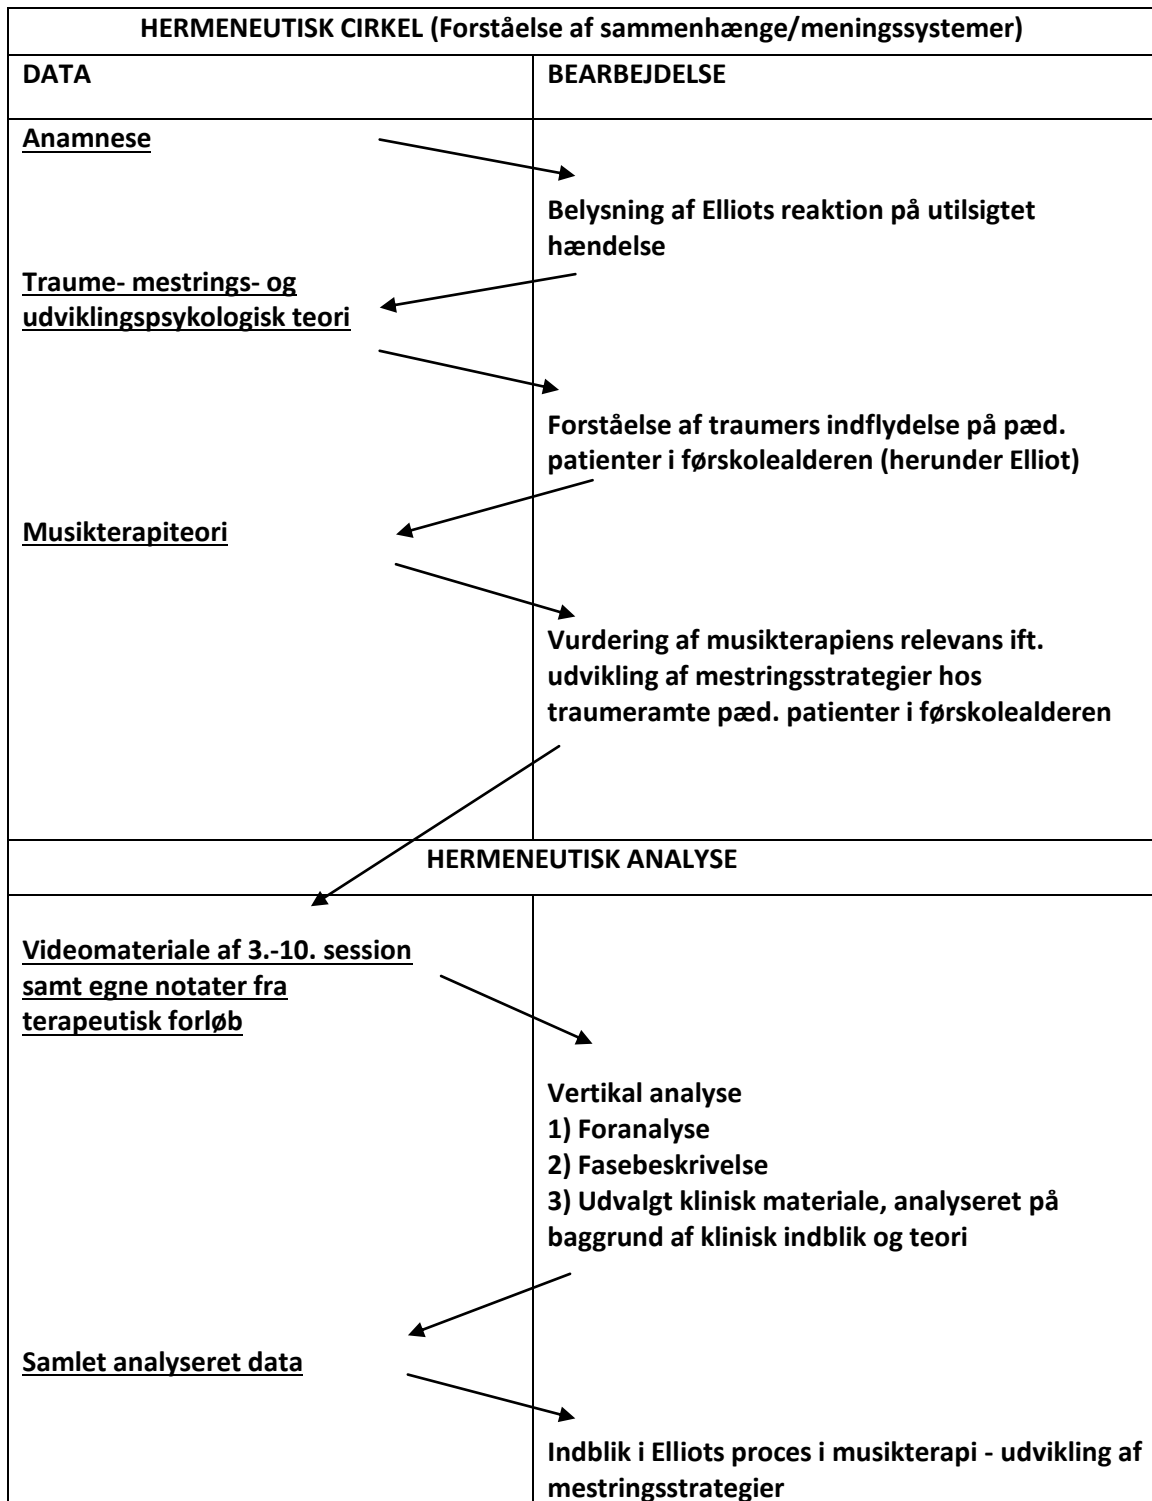 HERMENEUTISK CIRKEL (Forståelse af sammenhænge/meningssystemer)
DATA
BEARBEJDELSE
Anamnese
Belysning af Elliots reaktion på utilsigtet
hændelse
Traume- mestrings- og
udviklingspsykologisk teori
Forståelse af traumers indflydelse på pæd.
patienter i førskolealderen (herunder Elliot)
Musikterapiteori
Vurdering af musikterapiens relevans ift.
udvikling af mestringsstrategier hos
traumeramte pæd. patienter i førskolealderen
HERMENEUTISK ANALYSE
Videomateriale af 3.-10. session
samt egne notater fra
terapeutisk forløb
Vertikal analyse
1) Foranalyse
2) Fasebeskrivelse
3) Udvalgt klinisk materiale, analyseret på
baggrund af klinisk indblik og teori
Samlet analyseret data
Indblik i Elliots proces i musikterapi - udvikling af
mestringsstrategier